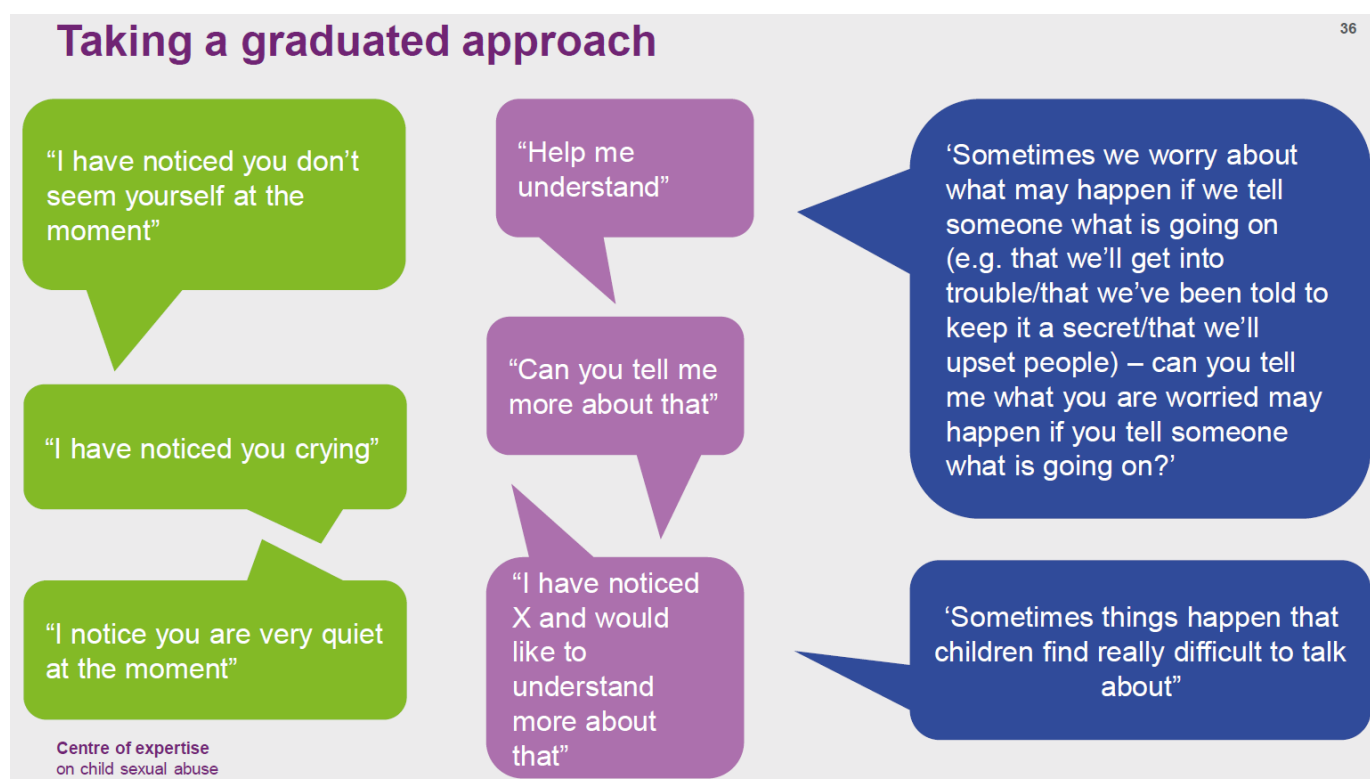 Taking a graduated approach
36
“I have noticed you don’t
seem yourself at the
moment”
“I have noticed you crying”
“I notice you are very quiet
at the moment”
“Help me
understand”
“Can you tell me
more about that”
“I have noticed
X and would
like to
understand
more about
that”
‘Sometimes we worry about
what may happen if we tell
someone what is going on
(e.g. that we’ll get into
trouble/that we’ve been told to
keep it a secret/that we’ll
upset people) – can you tell
me what you are worried may
happen if you tell someone
what is going on?’
‘Sometimes things happen that
children find really difficult to talk
about”
Centre of expertise
on child sexual abuse